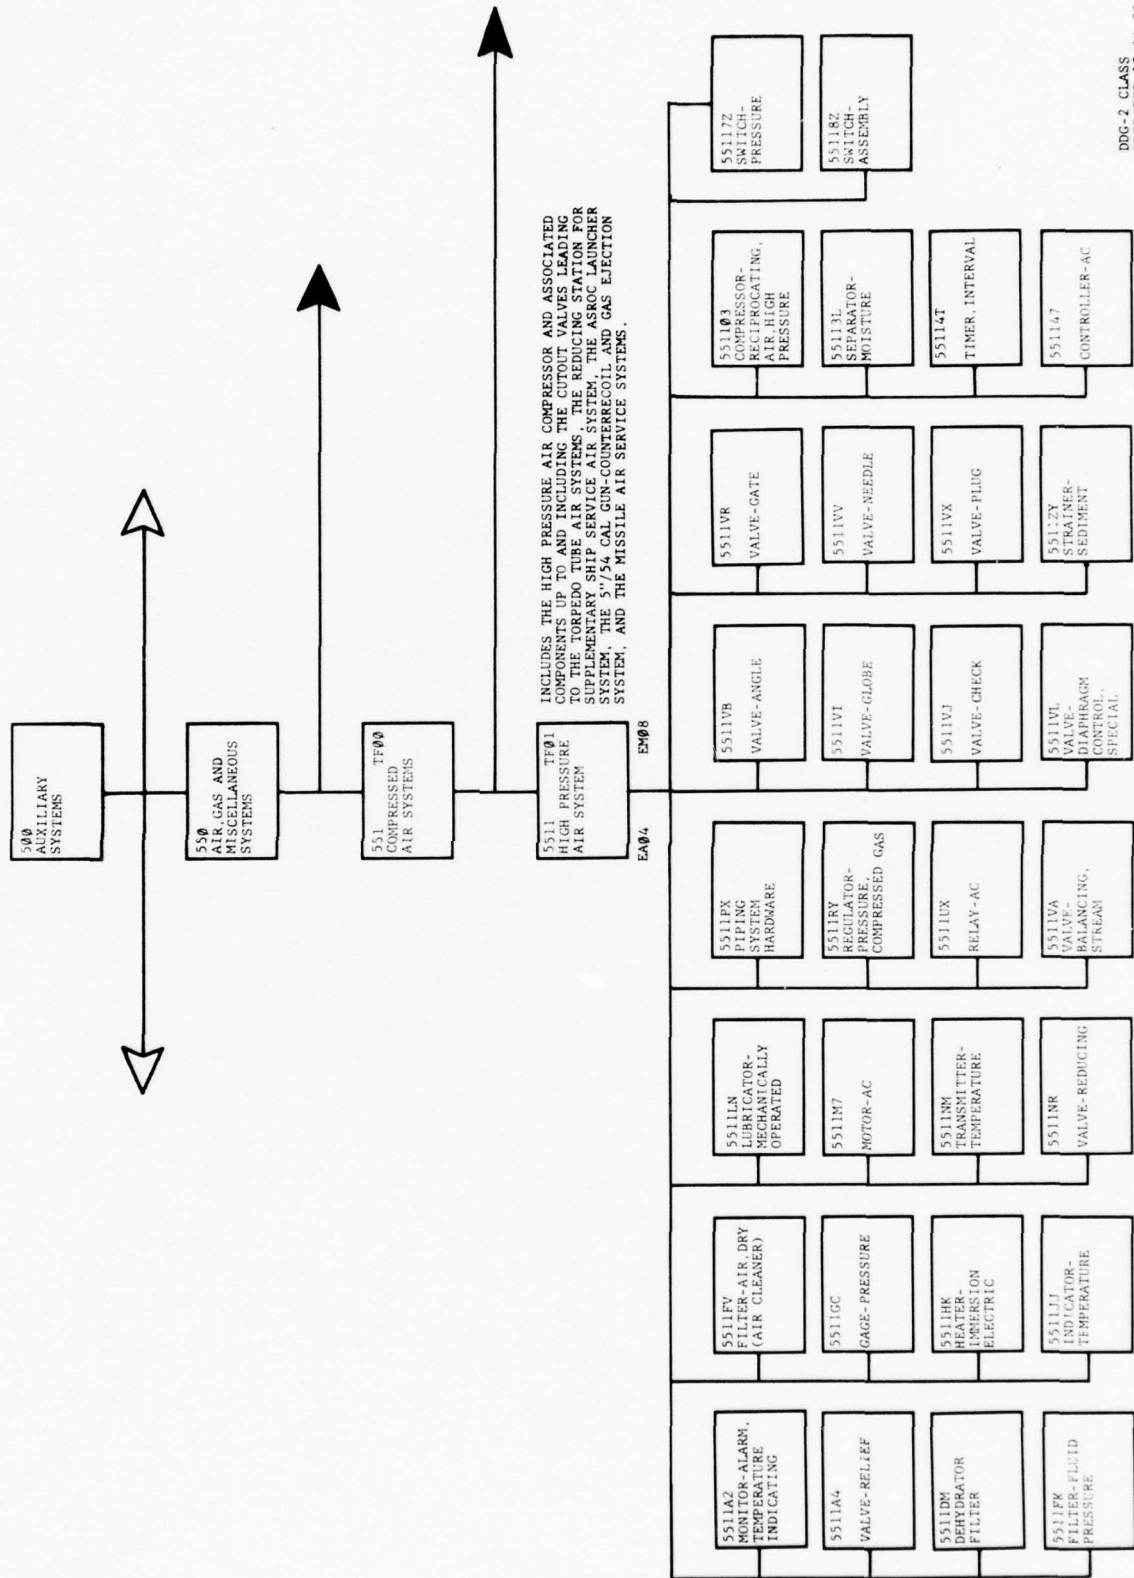 500
AUXILIARY
SYSTEMS
550
AIR,GAS AND
MISCELLANEOUS
SYSTEMS
551 TF00
COMPRESSED
AIR SYSTEMS
5511 TF01
HIGH PRESSURE
AIR SYSTEM
EA04 EM08
INCLUDES THE HIGH PRESSURE AIR COMPRESSOR AND ASSOCIATED
COMPONENTS UP TO AND INCLUDING THE CUTOUT VALVES LEADING
TO THE TORPEDO TUBE AIR SYSTEMS, THE REDUCING STATION FOR
SUPPLEMENTARY SHIP SERVICE AIR SYSTEM, THE ASROC LAUNCHER
SYSTEM, THE 5"/54 CAL GUN-COUNTERRECOIL AND GAS EJECTION
SYSTEM, AND THE MISSILE AIR SERVICE SYSTEMS.
5511A2
MONITOR-ALARM,
TEMPERATURE
INDICATING
5511A4
VALVE-RELIEF
5511DM
DEHYDRATOR
FILTER
5511FK
FILTER-FLUID
PRESSURE
5511FV
FILTER-AIR,DRY
(AIR CLEANER)
5511GC
GAGE-PRESSURE
5511HK
HEATER-
IMMERSION
ELECTRIC
5511JJ
INDICATOR-
TEMPERATURE
5511LN
LUBRICATOR-
MECHANICALLY
OPERATED
5511M7
MOTOR-AC
5511NM
TRANSMITTER-
TEMPERATURE
5511NR
VALVE-REDUCING
5511PX
PIPING
SYSTEM
HARDWARE
5511RY
REGULATOR-
PRESSURE,
COMPRESSED GAS
5511UX
RELAY-AC
5511VA
VALVE-
BALANCING,
STREAM
5511VB
VALVE-ANGLE
5511VI
VALVE-GLOBE
5511VJ
VALVE-CHECK
5511VL
VALVE-
DIAPHRAGM
CONTROL,
SPECIAL
5511VR
VALVE-GATE
5511VV
VALVE-NEEDLE
5511VX
VALVE-PLUG
5511ZY
STRAINER-
SEDIMENT
551103
COMPRESSOR-
RECIPROCATING,
AIR,HIGH
PRESSURE
55113L
SEPARATOR-
MOISTURE
55114T
TIMER,INTERVAL
551147
CONTROLLER-AC
55117Z
SWITCH-
PRESSURE
55118Z
SWITCH-
ASSEMBLY
DDG-2 CLASS